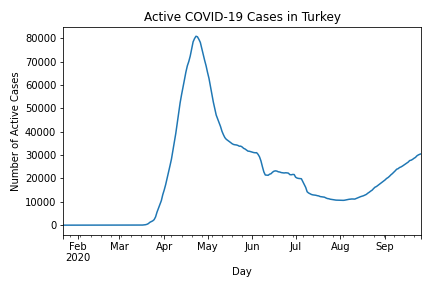 Active COVID-19 Cases in Turkey
Number of Active Cases
80000
70000
60000
50000
40000
30000
20000
10000
0
Feb Mar Apr May Jun Jul Aug Sep
2020
Day